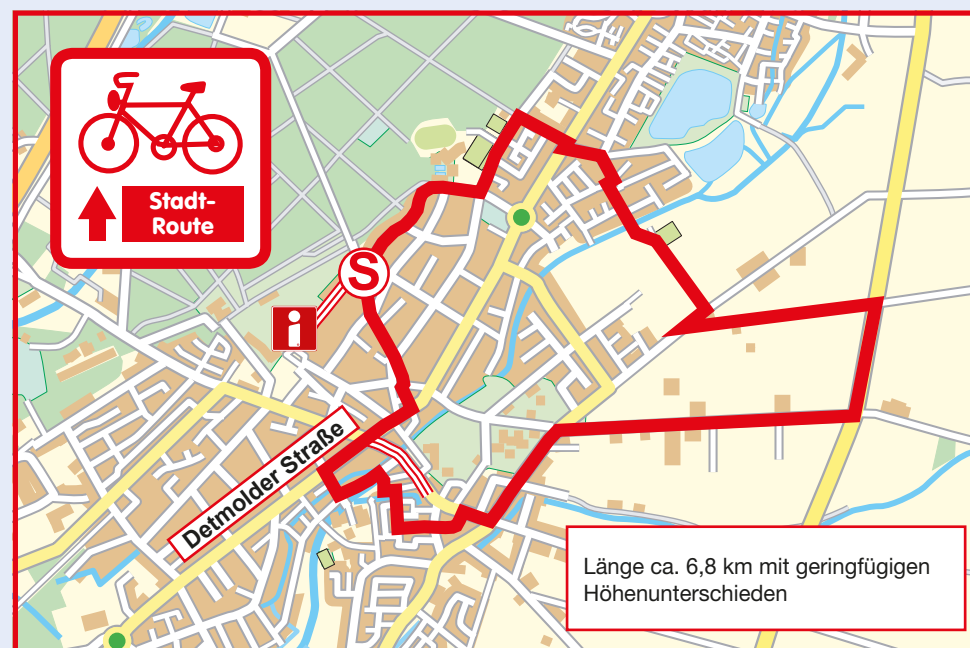 Stadt-
Route
S
i
Detmolder Straße
Länge ca. 6,8 km mit geringfügigen
Höhenunterschieden